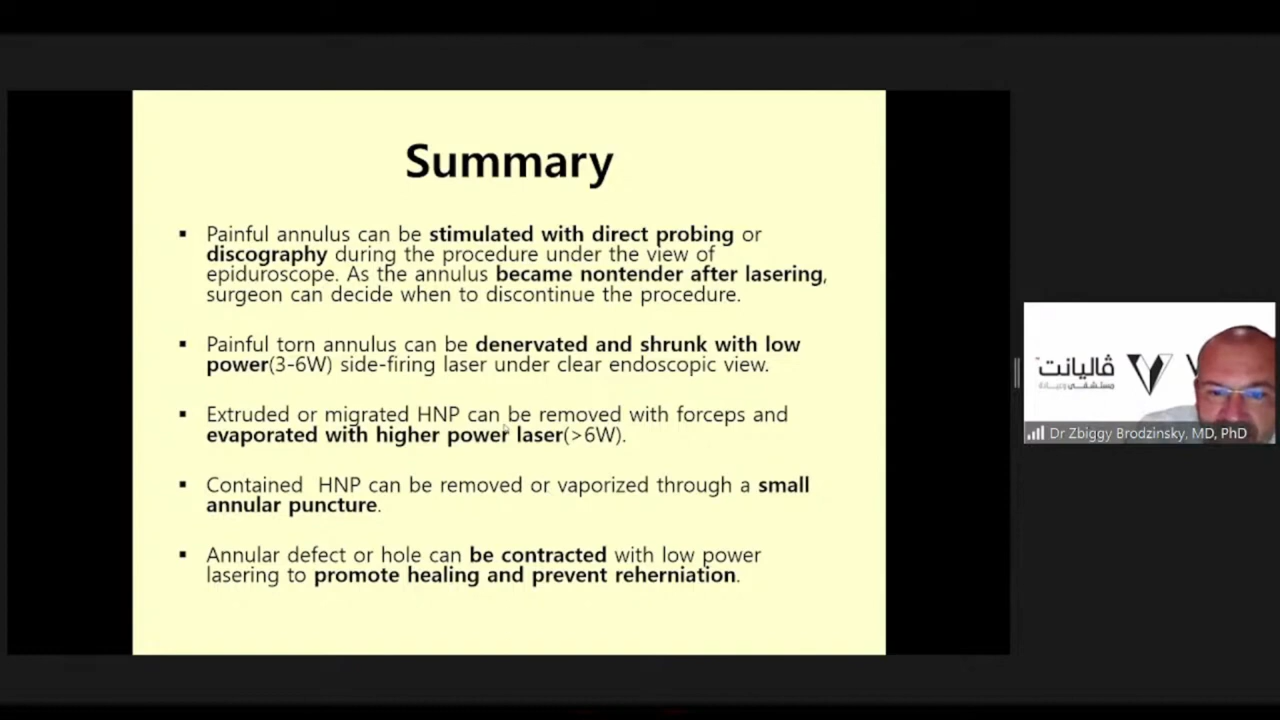 Summary
▪ Painful annulus can be stimulated with direct probing or
discography during the procedure under the view of
epiduroscope. As the annulus became nontender after lasering,
surgeon can decide when to discontinue the procedure.
▪ Painful torn annulus can be denervated and shrunk with low
power(3-6W) side-firing laser under clear endoscopic view.
▪ Extruded or migrated HNP can be removed with forceps and
evaporated with higher power laser(>6W).
▪ Contained HNP can be removed or vaporized through a small
annular puncture.
▪ Annular defect or hole can be contracted with low power
lasering to promote healing and prevent reherniation.
ڤاليانت
مستشفى وعيادة
V
Dr Zbiggy Brodzinsky, MD, PhD